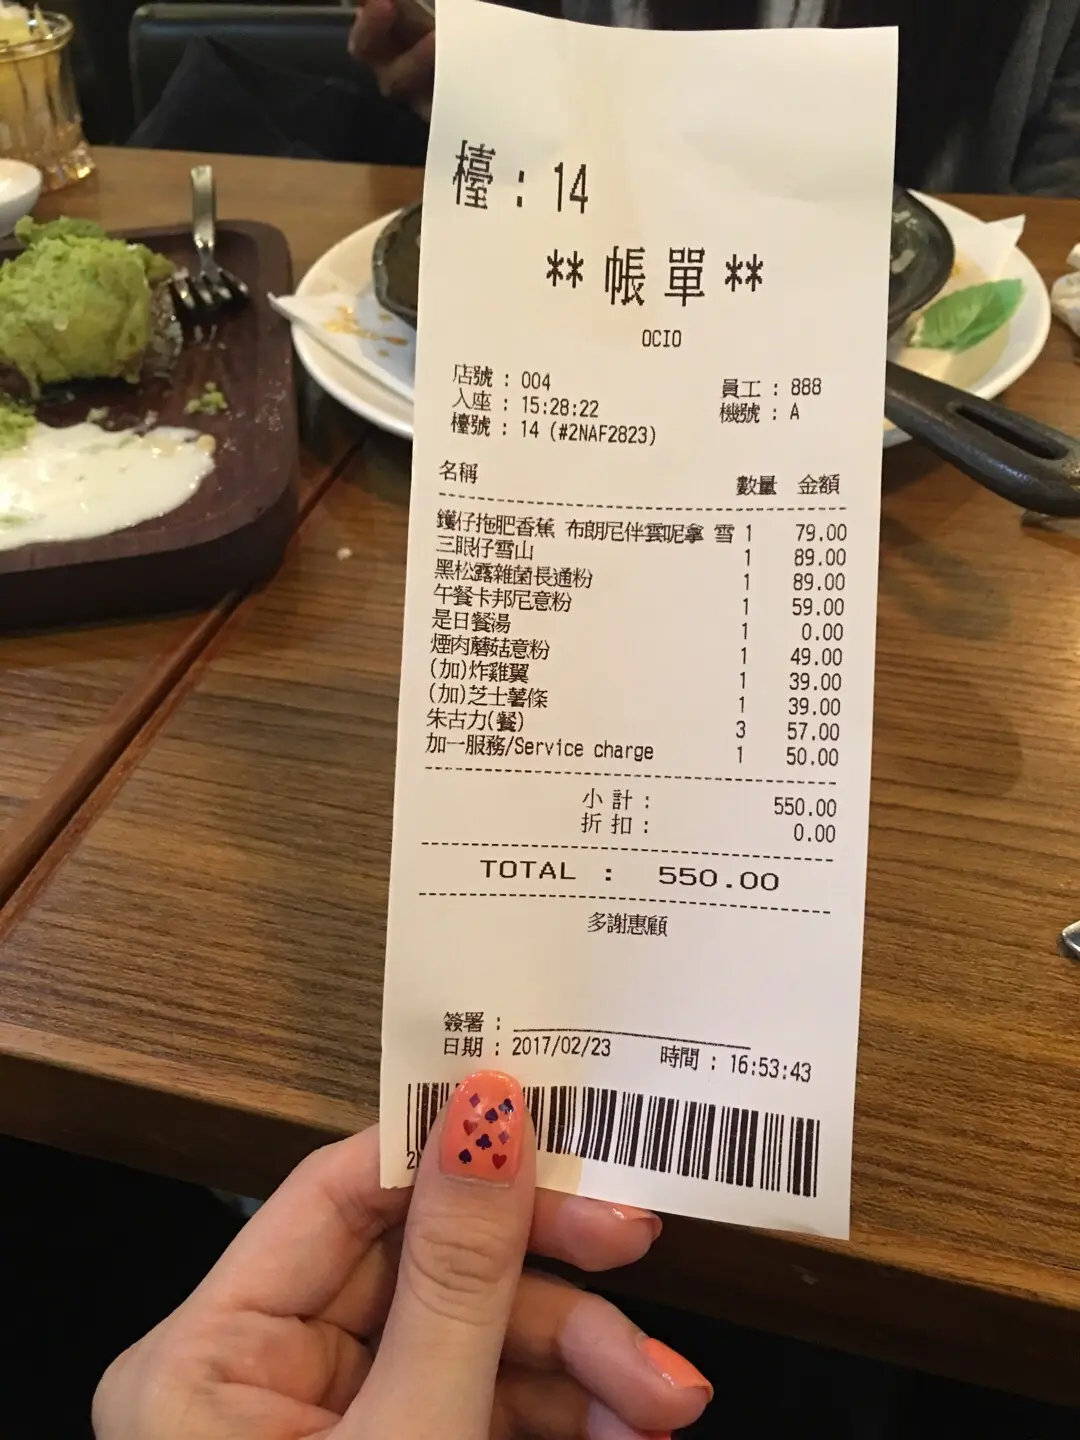 檯 : 14
** 帳單 **
OCIO
店號 : 004 員工 : 888
入座 : 15:28:22 機號 : A
檯號 : 14 (#2NAF2823)
名稱 數量 金額
鑊仔拖肥香蕉 布朗尼伴雲呢拿 雪 1 79.00
三眼仔雪山 1 89.00
黑松露雜菌長通粉 1 89.00
午餐卡邦尼意粉 1 59.00
是日餐湯 1 0.00
煙肉蘑菇意粉 1 49.00
(加)炸雞翼 1 39.00
(加)芝士薯條 1 39.00
朱古力(餐) 3 57.00
加一服務/Service charge 1 50.00
小計 : 550.00
折扣 : 0.00
TOTAL : 550.00
多謝惠顧
簽署 :
日期 : 2017/02/23 時間 : 16:53:43